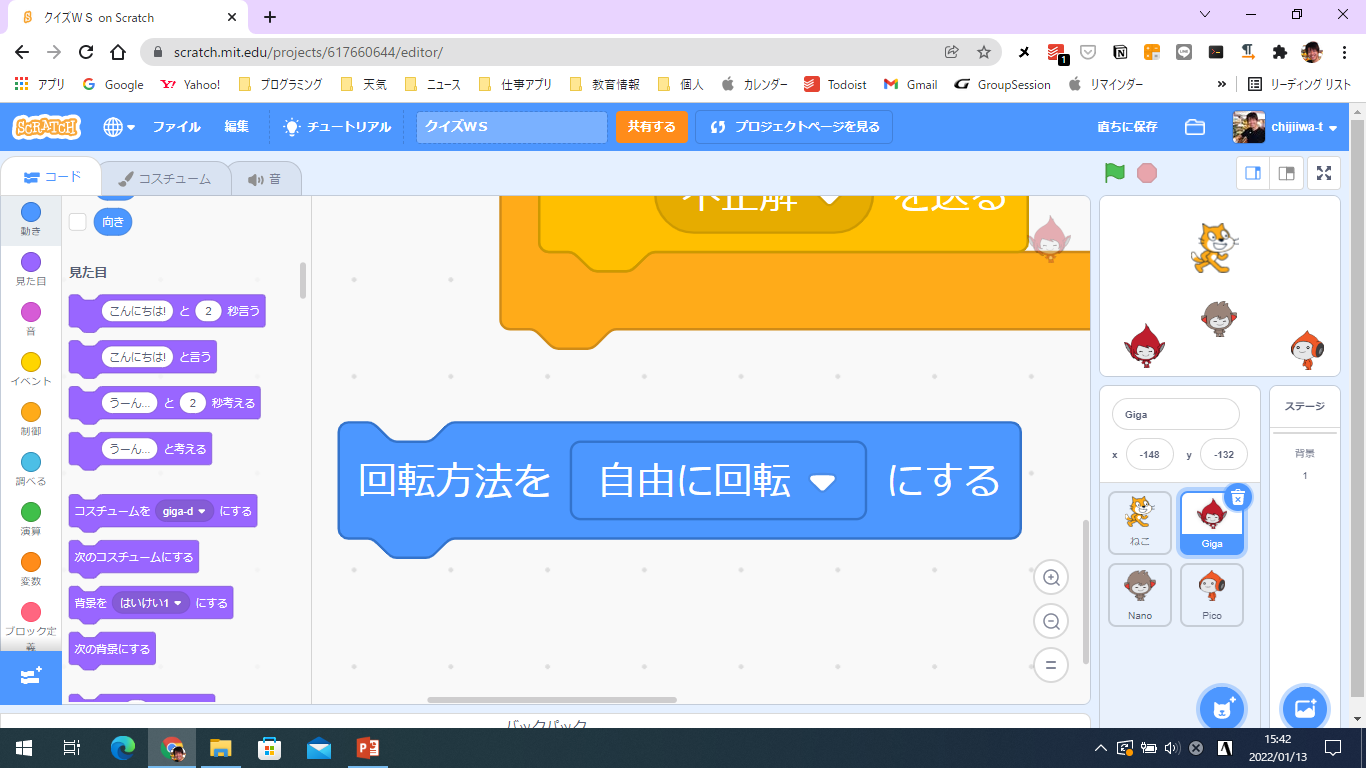 クイズＷＳ on Scratch
scratch.mit.edu/projects/617660644/editor/
1
アプリ Google Yahoo! プログラミング 天気 ニュース 仕事アプリ 教育情報 個人 カレンダー Todoist Gmail GroupSession リマインダー » リーディング リスト
SCRATCH ファイル 編集 チュートリアル クイズＷＳ 共有する プロジェクトページを見る 直ちに保存 chijiiwa-t
コード コスチューム 音
動き
見た目
音
イベント
制御
調べる
演算
変数
ブロック定義
向き
見た目
こんにちは! と 2 秒言う
こんにちは! と言う
うーん... と 2 秒考える
うーん... と考える
コスチュームを giga-d にする
次のコスチュームにする
背景を はいけい1 にする
次の背景にする
不正解 を送る
回転方法を 自由に回転 にする
バックパック
Giga
x -148 y -132
ねこ Giga
Nano Pico
ステージ
背景
1
15:42
2022/01/13